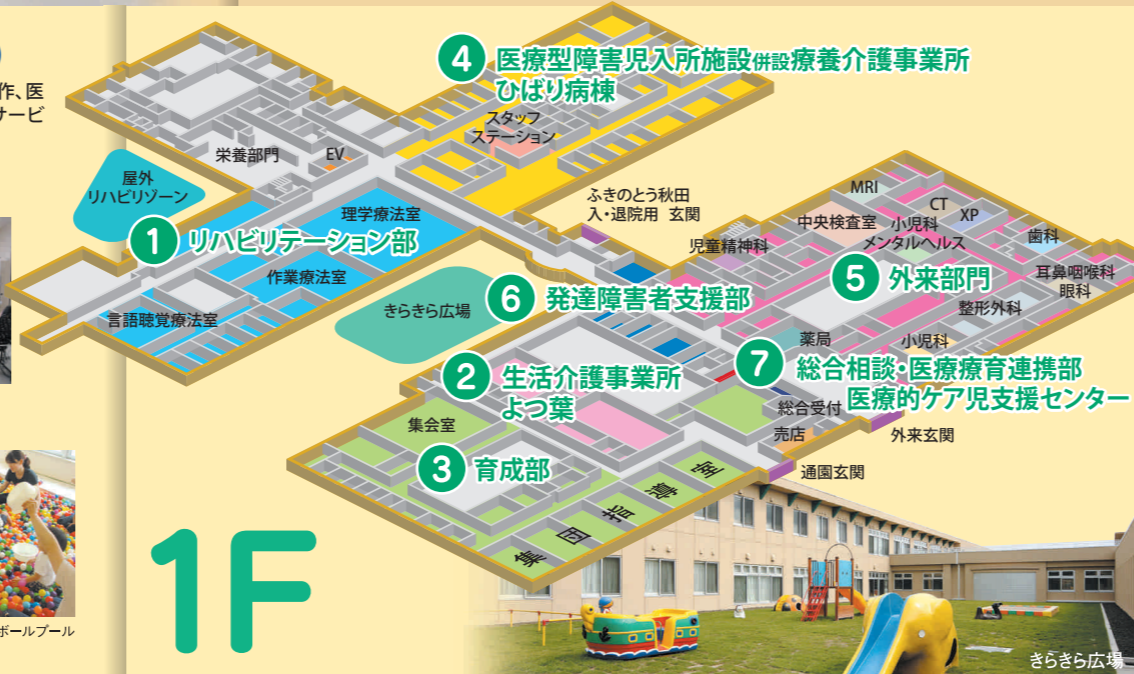 作、医
ナービ
4 医療型障害児入所施設併設療養介護事業所
ひばり病棟
スタッフ
ステーション
栄養部門
EV
屋外
リハビリゾーン
1 リハビリテーション部
理学療法室
作業療法室
言語聴覚療法室
ふきのとう秋田
入・退院用 玄関
きらきら広場
6 発達障害者支援部
児童精神科
MRI
中央検査室
CT
XP
小児科
メンタルヘルス
歯科
耳鼻咽喉科
眼科
5 外来部門
整形外科
薬局
小児科
7 総合相談・医療療育連携部
医療的ケア児支援センター
総合受付
売店
外来玄関
通園玄関
2 生活介護事業所
よつ葉
集会室
3 育成部
集団指導室
1F
ボールプール
きらきら広場